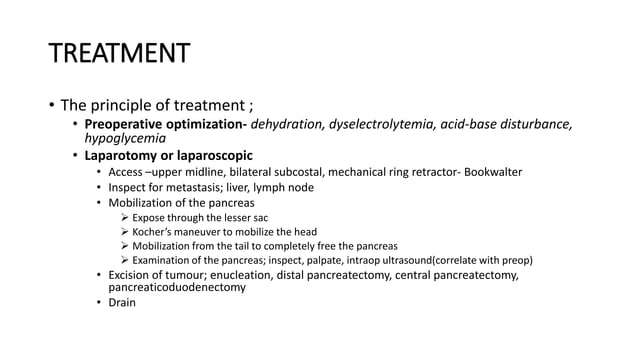 TREATMENT
• The principle of treatment ;
• Preoperative optimization- dehydration, dyselectrolytemia, acid-base disturbance,
hypoglycemia
• Laparotomy or laparoscopic
• Access –upper midline, bilateral subcostal, mechanical ring retractor- Bookwalter
• Inspect for metastasis; liver, lymph node
• Mobilization of the pancreas
➢ Expose through the lesser sac
➢ Kocher’s maneuver to mobilize the head
➢ Mobilization from the tail to completely free the pancreas
➢ Examination of the pancreas; inspect, palpate, intraop ultrasound(correlate with preop)
• Excision of tumour; enucleation, distal pancreatectomy, central pancreatectomy,
pancreaticoduodenectomy
• Drain